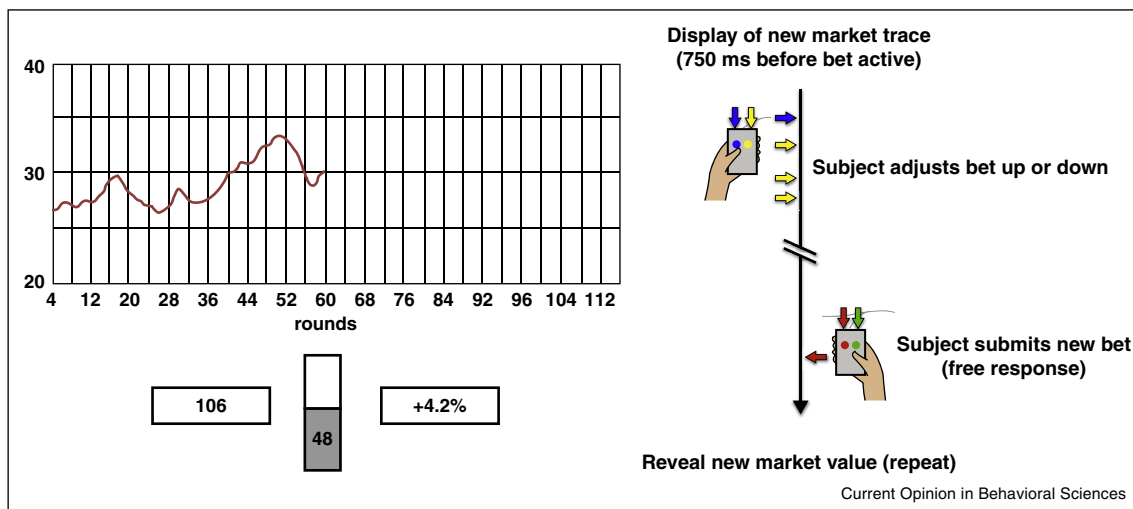 40
30
20
4 12 20 28 36 44 52 60 68 76 84 92 96 104 112
rounds
106
48
+4.2%
Display of new market trace
(750 ms before bet active)
Subject adjusts bet up or down
Subject submits new bet
(free response)
Reveal new market value (repeat)
Current Opinion in Behavioral Sciences